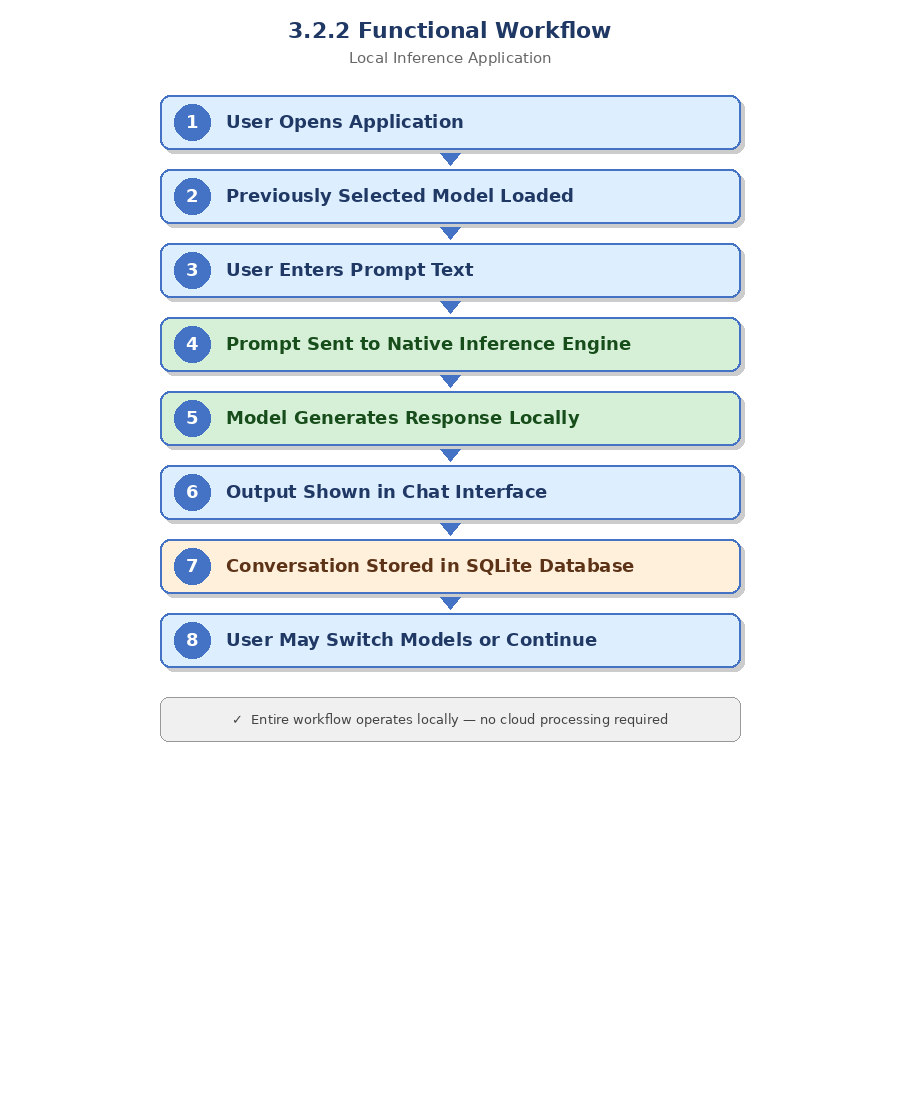 3.2.2 Functional Workflow
Local Inference Application
1 User Opens Application
2 Previously Selected Model Loaded
3 User Enters Prompt Text
4 Prompt Sent to Native Inference Engine
5 Model Generates Response Locally
6 Output Shown in Chat Interface
7 Conversation Stored in SQLite Database
8 User May Switch Models or Continue
✓ Entire workflow operates locally — no cloud processing required